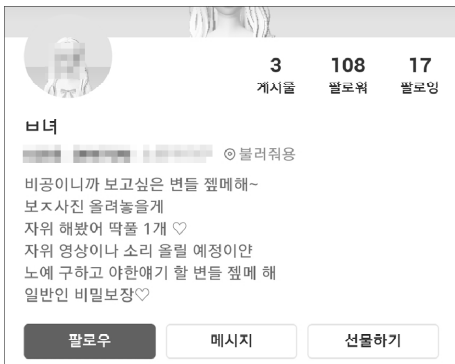 3 108 17
게시물 팔로워 팔로잉
ㅂ녀
불러줘용
비공이니까 보고싶은 변들 젶메해~
보ㅈ사진 올려놓을게
자위 해봤어 딱풀 1개 ♡
자위 영상이나 소리 올릴 예정이얀
노예 구하고 야한얘기 할 변들 젶메 해
일반인 비밀보장♡
팔로우 메시지 선물하기